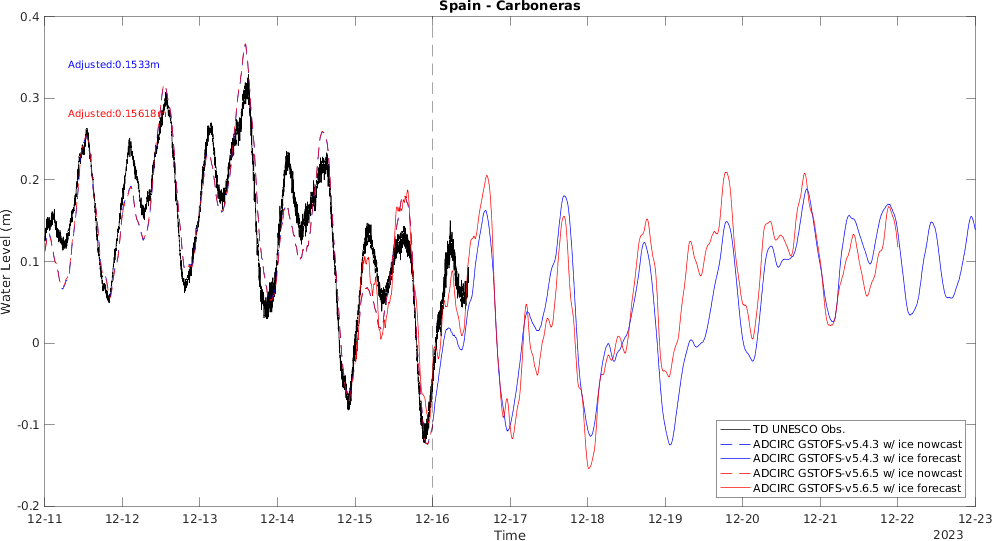 Spain - Carboneras
Water Level (m)
0.4
0.3
0.2
0.1
0
-0.1
-0.2
Adjusted:0.1533m
Adjusted:0.15618m
TD UNESCO Obs.
ADCIRC GSTOFS-v5.4.3 w/ ice nowcast
ADCIRC GSTOFS-v5.4.3 w/ ice forecast
ADCIRC GSTOFS-v5.6.5 w/ ice nowcast
ADCIRC GSTOFS-v5.6.5 w/ ice forecast
12-11 12-12 12-13 12-14 12-15 12-16 12-17 12-18 12-19 12-20 12-21 12-22 12-23
Time
2023